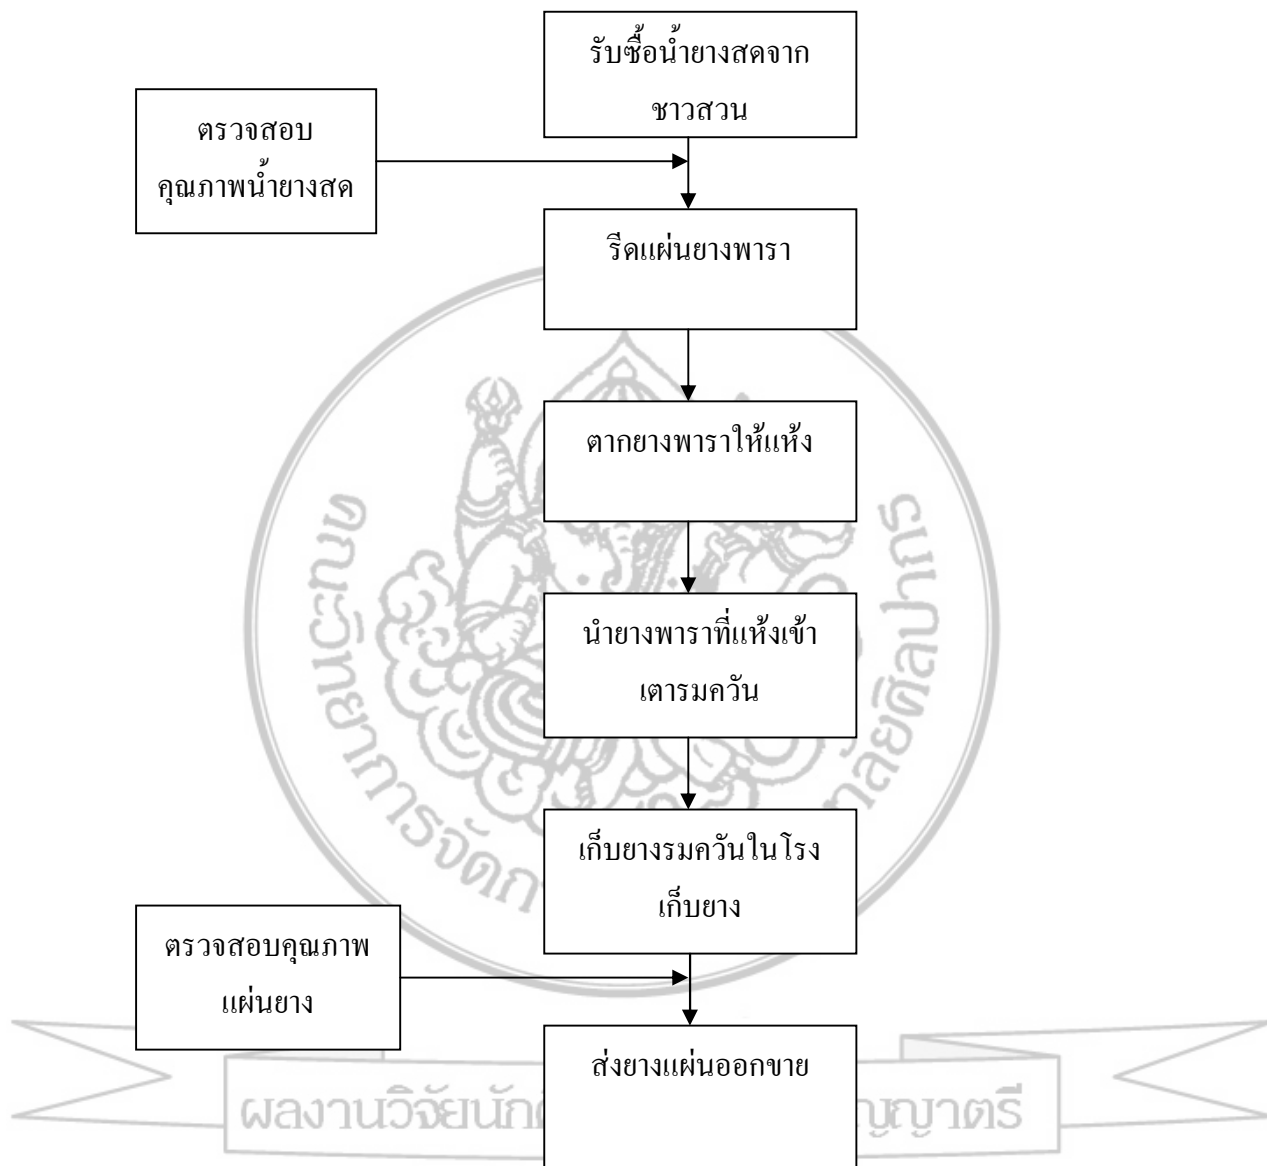 รับซื้อน้ำยางสดจาก
ชาวสวน
ตรวจสอบ
คุณภาพน้ำยางสด
รีดแผ่นยางพารา
ตากยางพาราให้แห้ง
นำยางพาราที่แห้งเข้า
เตารมควัน
เก็บยางรมควันในโรง
เก็บยาง
ตรวจสอบคุณภาพ
แผ่นยาง
ส่งยางแผ่นออกขาย
ผลงานวิจัยนัก